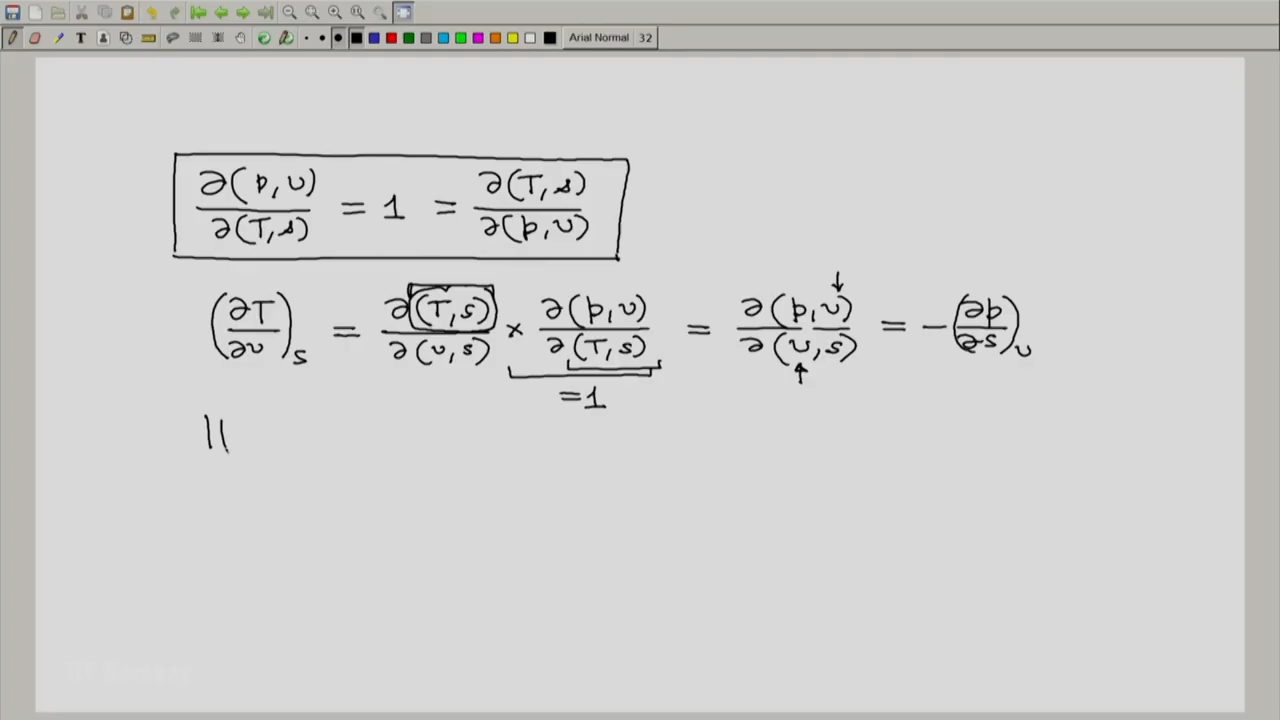 Arial Normal 32
∂(p,v)/∂(T,s) = 1 = ∂(T,s)/∂(p,v)
(∂T/∂v)_s = ∂(T,s)/∂(v,s) × ∂(p,v)/∂(T,s) = ∂(p,v)/∂(v,s) = -(∂p/∂s)_v
=1
||